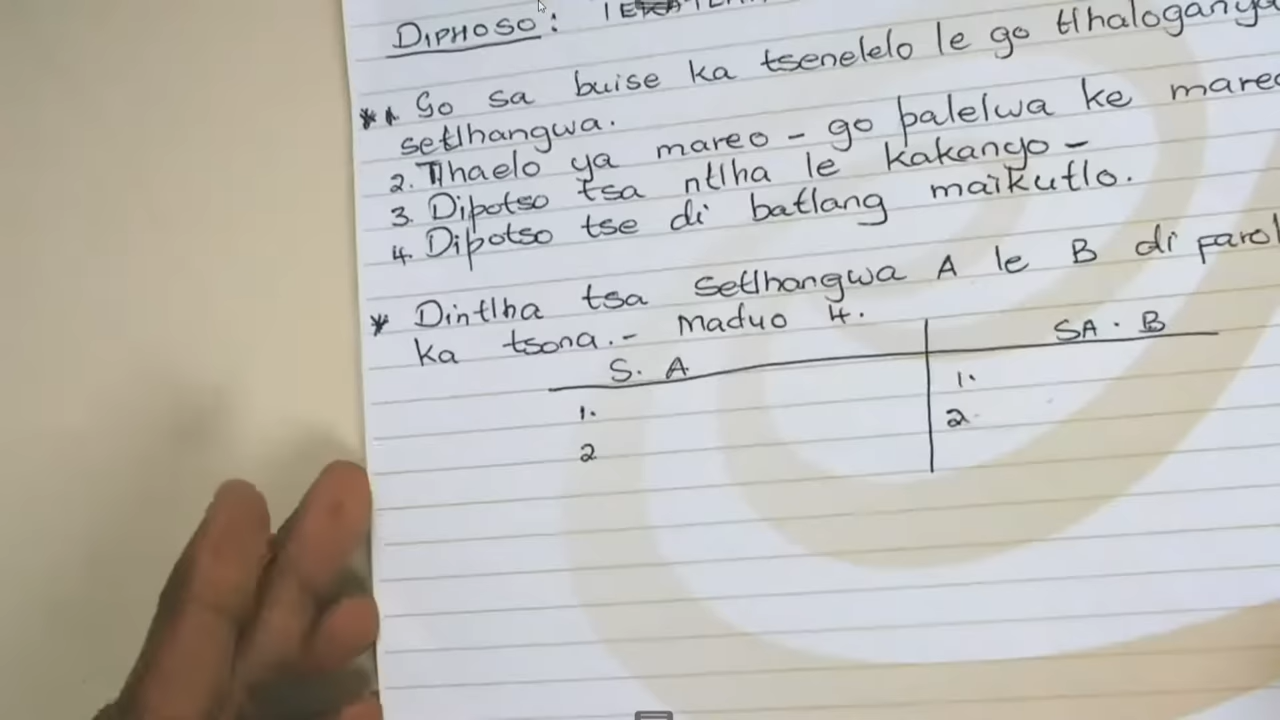 DIPHOSO:
** Go sa buise ka tsenelelo le go tlhaloganya
setlhangwa.
2. Tlhaelo ya mareo - go palelwa ke mareo
3. Dipotso tsa ntlha le kakanyo -
4. Dipotso tse di batlang maikutlo.
* Dintlha tsa Setlhangwa A le B di farol
ka tsona. - Maduo 4.
S. A
SA. B
1.
1.
2
2.